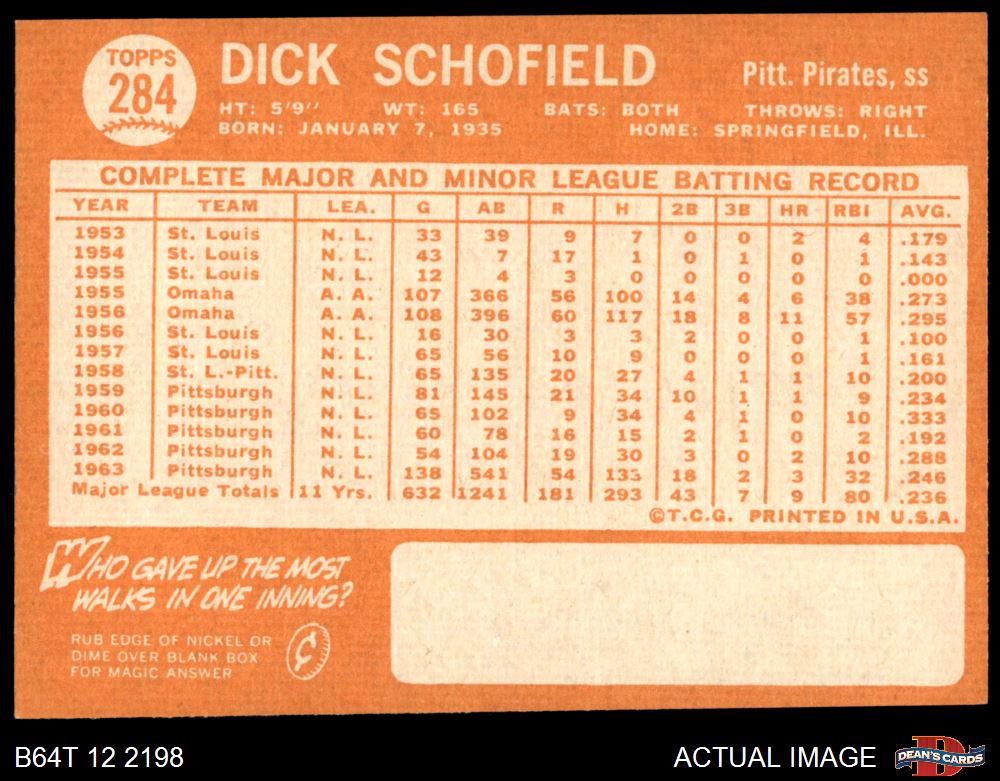 TOPPS
284
DICK SCHOFIELD
Pitt. Pirates, ss
HT: 5'9" WT: 165 BATS: BOTH THROWS: RIGHT
BORN: JANUARY 7, 1935 HOME: SPRINGFIELD, ILL.
COMPLETE MAJOR AND MINOR LEAGUE BATTING RECORD
YEAR TEAM LEA. G AB R H 2B 3B HR RBI AVG.
1953 St. Louis N. L. 33 39 9 7 0 0 2 4 .179
1954 St. Louis N. L. 43 7 17 1 0 1 0 1 .143
1955 St. Louis N. L. 12 4 3 0 0 0 0 0 .000
1955 Omaha A. A. 107 366 56 100 14 4 6 38 .273
1956 Omaha A. A. 108 396 60 117 18 8 11 57 .295
1956 St. Louis N. L. 16 30 3 3 2 0 0 1 .100
1957 St. Louis N. L. 65 56 10 9 0 0 0 1 .161
1958 St. L.-Pitt. N. L. 65 135 20 27 4 1 1 10 .200
1959 Pittsburgh N. L. 81 145 21 34 10 1 1 9 .234
1960 Pittsburgh N. L. 65 102 9 34 4 1 0 10 .333
1961 Pittsburgh N. L. 60 78 16 15 2 1 0 2 .192
1962 Pittsburgh N. L. 54 104 19 30 3 0 2 10 .288
1963 Pittsburgh N. L. 138 541 54 133 18 2 3 32 .246
Major League Totals 11 Yrs. 632 1241 181 293 43 7 9 80 .236
©T.C.G. PRINTED IN U.S.A.
WHO GAVE UP THE MOST
WALKS IN ONE INNING?
RUB EDGE OF NICKEL OR
DIME OVER BLANK BOX
FOR MAGIC ANSWER
¢
B64T 12 2198
ACTUAL IMAGE
D
DEAN'S CARDS